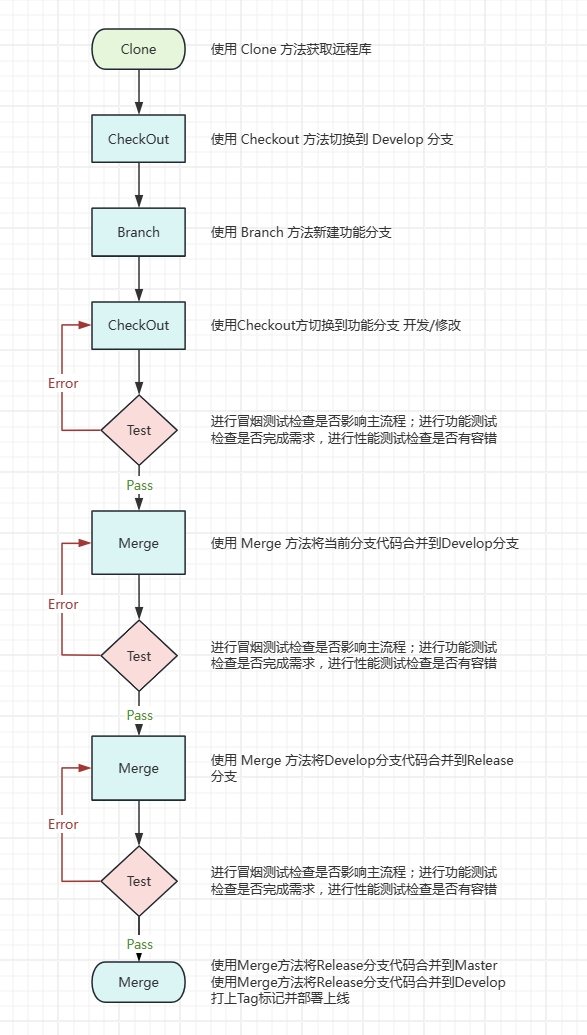 Clone
使用 Clone 方法获取远程库
CheckOut
使用 Checkout 方法切换到 Develop 分支
Branch
使用 Branch 方法新建功能分支
CheckOut
使用Checkout方切换到功能分支 开发/修改
Error
Test
进行冒烟测试检查是否影响主流程；进行功能测试
检查是否完成需求，进行性能测试检查是否有容错
Pass
Merge
使用 Merge 方法将当前分支代码合并到Develop分支
Error
Test
进行冒烟测试检查是否影响主流程；进行功能测试
检查是否完成需求，进行性能测试检查是否有容错
Pass
Merge
使用 Merge 方法将Develop分支代码合并到Release
分支
Error
Test
进行冒烟测试检查是否影响主流程；进行功能测试
检查是否完成需求，进行性能测试检查是否有容错
Pass
Merge
使用Merge方法将Release分支代码合并到Master
使用Merge方法将Release分支代码合并到Develop
打上Tag标记并部署上线